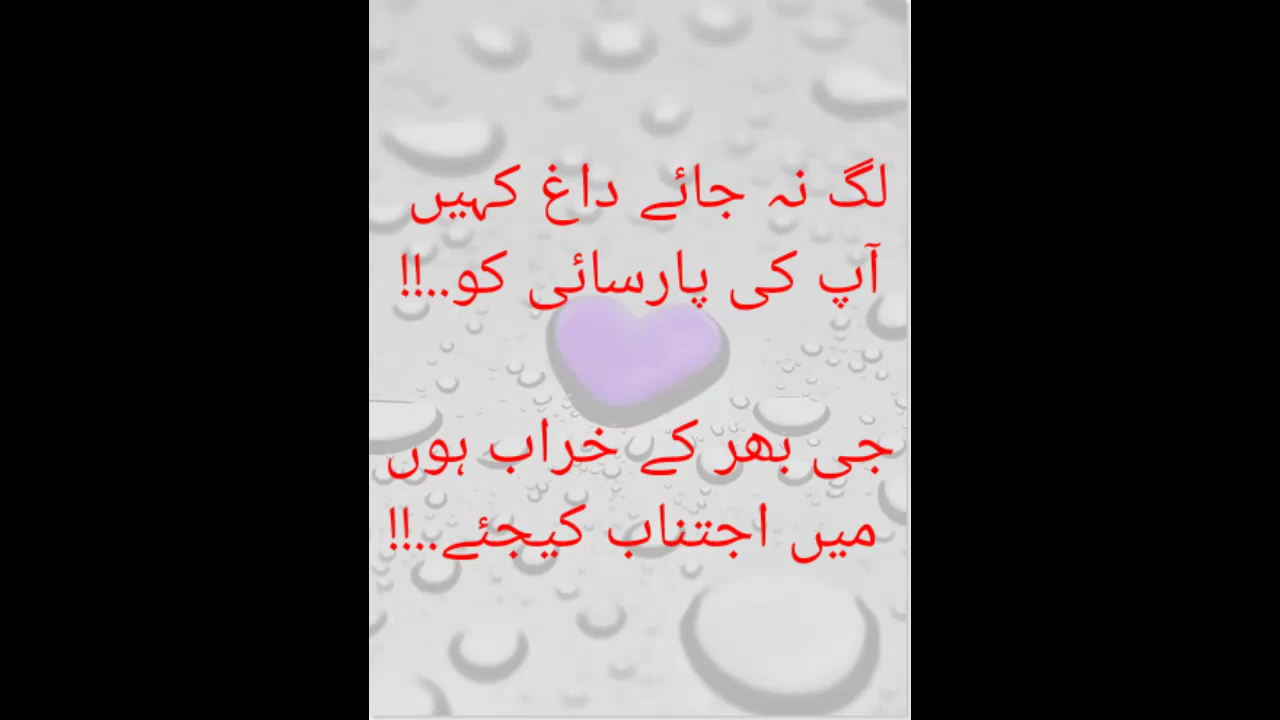 لگ نہ جائے داغ کہیں
آپ کی پارسائی کو..!!
جی بھر کے خراب ہوں
میں اجتناب کیجئے..!!